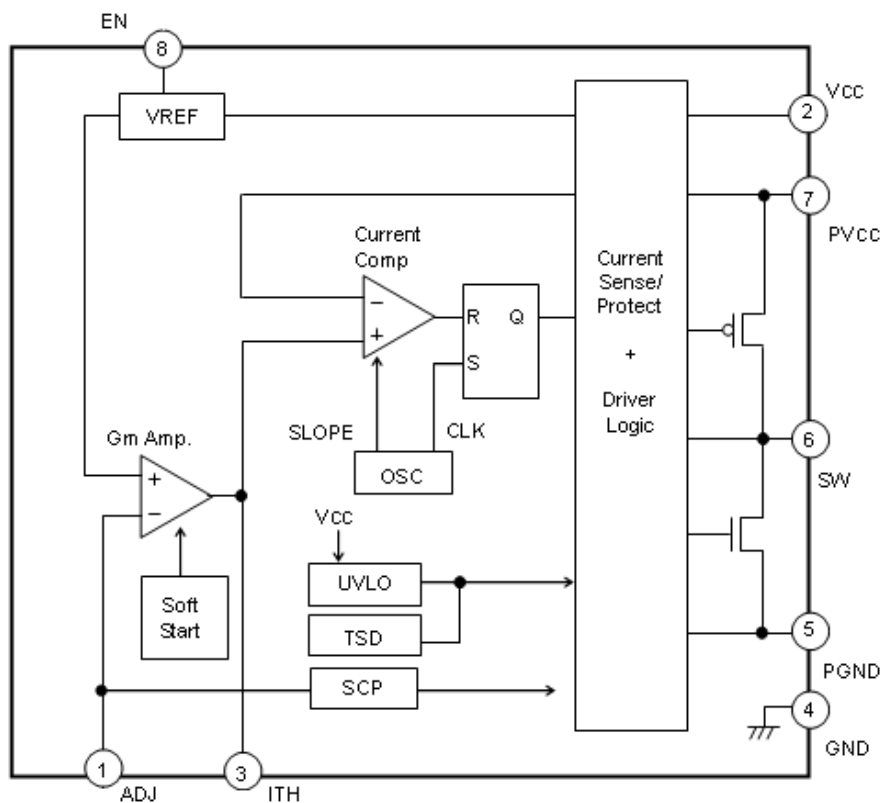 EN
8
VREF
VCC
2
7
PVCC
Current
Comp
−
+
R
Q
S
Current
Sense/
Protect
+
Driver
Logic
SLOPE
CLK
OSC
6
SW
Gm Amp.
+
−
VCC
UVLO
TSD
SCP
Soft
Start
5
PGND
4
GND
1
ADJ
3
ITH